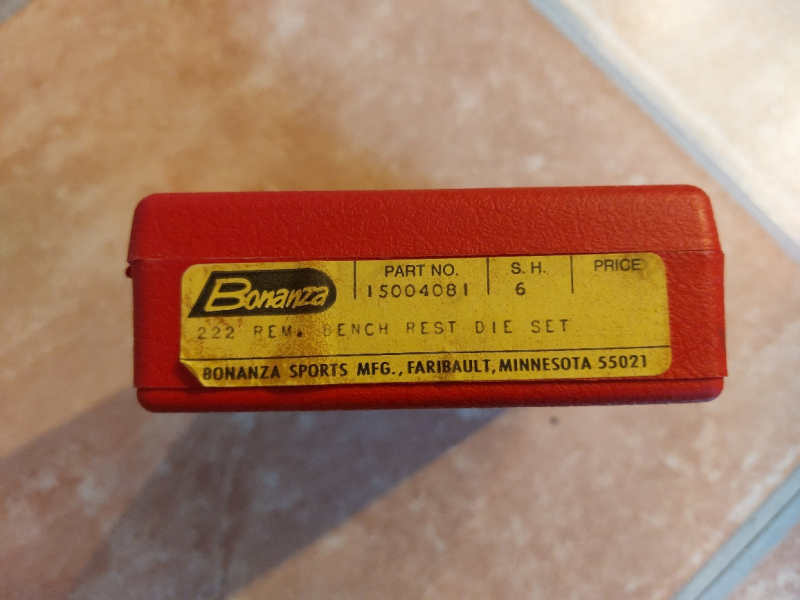 Bonanza
PART NO. S. H. PRICE
15004081 6
222 REM. BENCH REST DIE SET
BONANZA SPORTS MFG., FARIBAULT, MINNESOTA 55021